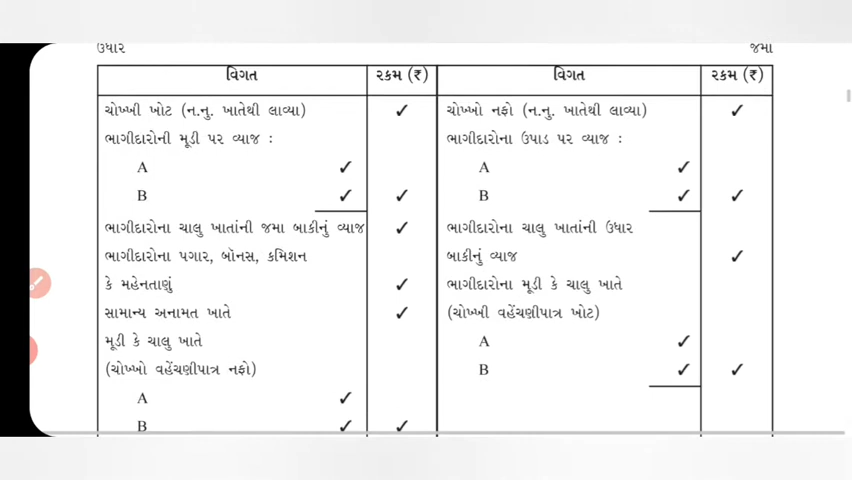 ઉધાર જમા
વિગત રકમ (₹) વિગત રકમ (₹)
ચોખ્ખી ખોટ (ન.નુ. ખાતેથી લાવ્યા) ✓ ચોખ્ખો નફો (ન.નુ. ખાતેથી લાવ્યા) ✓
ભાગીદારોની મૂડી પર વ્યાજ : ભાગીદારોના ઉપાડ પર વ્યાજ :
A ✓ A ✓
B ✓ ✓ B ✓ ✓
ભાગીદારોના ચાલુ ખાતાંની જમા બાકીનું વ્યાજ ✓ ભાગીદારોના ચાલુ ખાતાંની ઉધાર
ભાગીદારોના પગાર, બૉનસ, કમિશન બાકીનું વ્યાજ ✓
કે મહેનતાણું ✓ ભાગીદારોના મૂડી કે ચાલુ ખાતે
સામાન્ય અનામત ખાતે ✓ (ચોખ્ખી વહેંચણીપાત્ર ખોટ)
મૂડી કે ચાલુ ખાતે A ✓
(ચોખ્ખો વહેંચણીપાત્ર નફો) B ✓ ✓
A ✓
B ✓ ✓